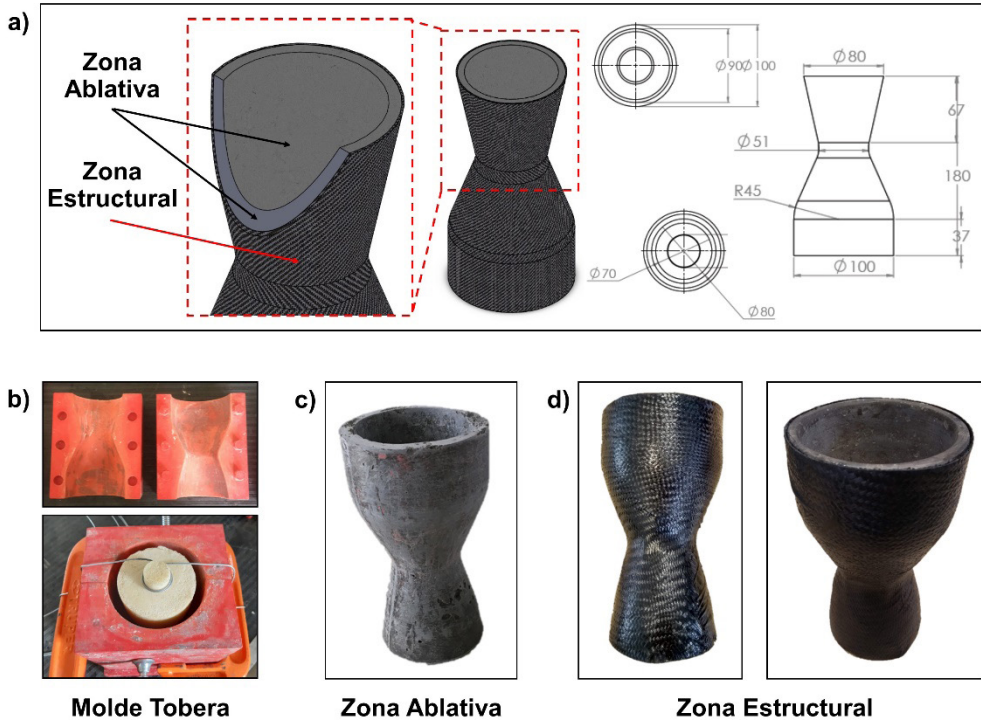 a)
Zona
Ablativa
Zona
Estructural
Ø90
Ø100
Ø80
67
Ø51
180
R45
37
Ø100
Ø70
Ø80
b)
c)
d)
Molde Tobera
Zona Ablativa
Zona Estructural